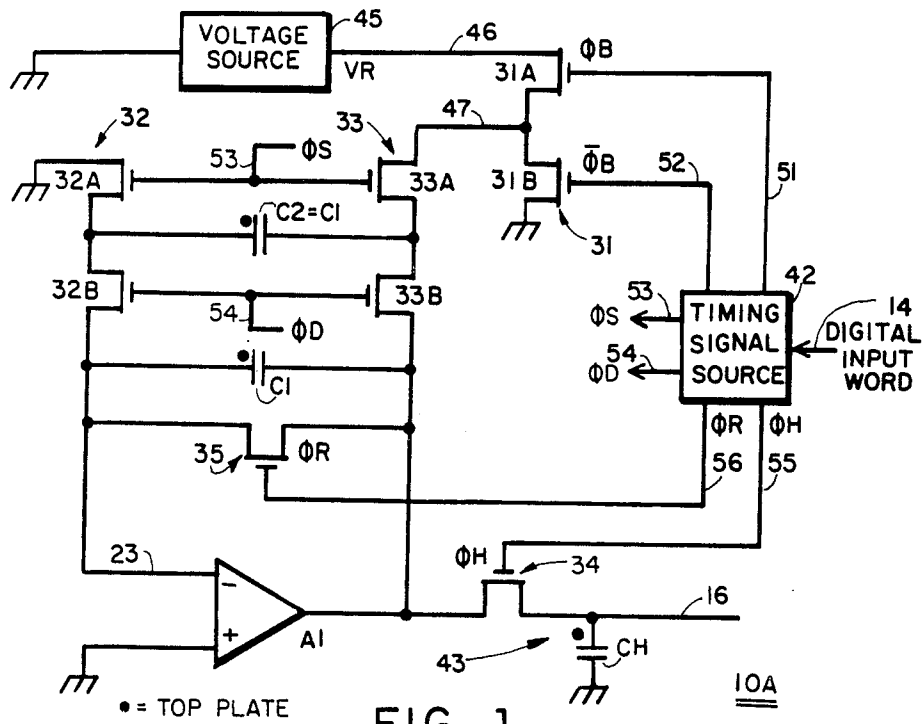 45
VOLTAGE
SOURCE
VR
46
31A
ΦB
32
53
ΦS
33
47
32A
33A
31B
Φ̄B
52
51
C2=C1
31
32B
54
33B
ΦD
42
53
ΦS
54
ΦD
TIMING
SIGNAL
SOURCE
14
DIGITAL
INPUT
WORD
C1
35
ΦR
ΦR
ΦH
56
55
23
−
+
A1
ΦH
34
16
43
CH
10A
● = TOP PLATE
FIG. 1